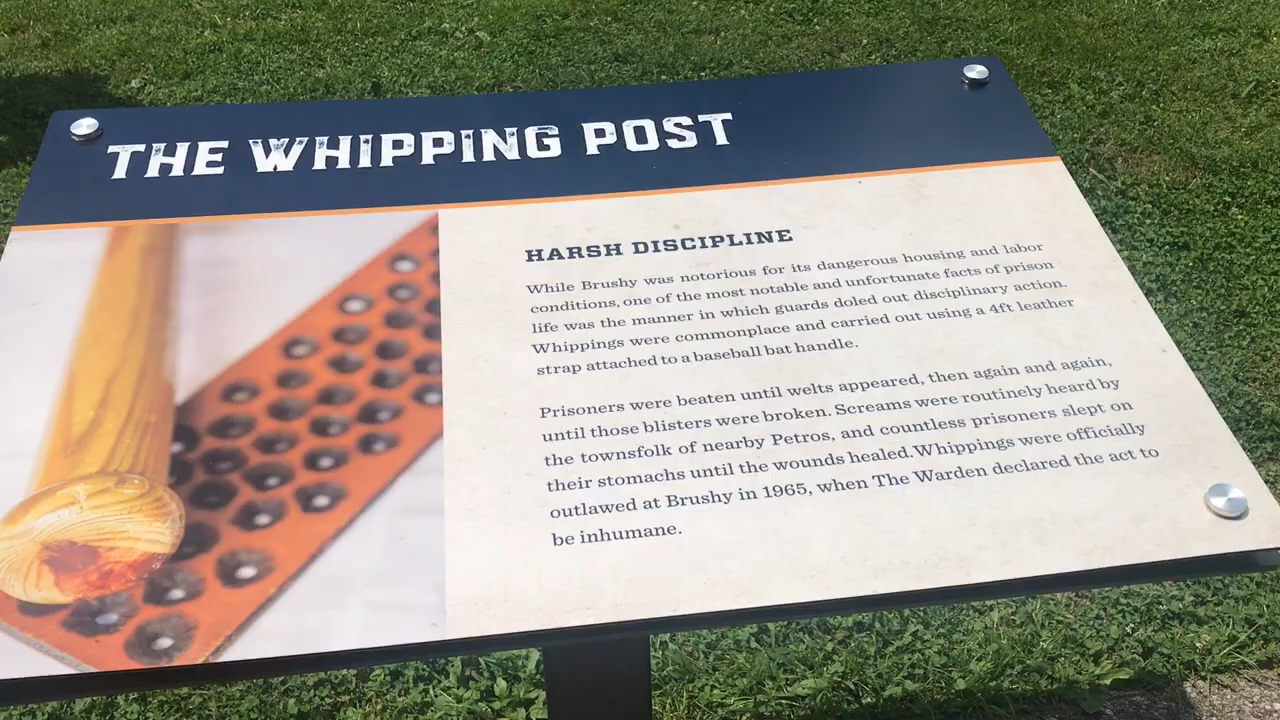 THE WHIPPING POST
HARSH DISCIPLINE
While Brushy was notorious for its dangerous housing and labor
conditions, one of the most notable and unfortunate facts of prison
life was the manner in which guards doled out disciplinary action.
Whippings were commonplace and carried out using a 4ft leather
strap attached to a baseball bat handle.
Prisoners were beaten until welts appeared, then again and again,
until those blisters were broken. Screams were routinely heard by
the townsfolk of nearby Petros, and countless prisoners slept on
their stomachs until the wounds healed.Whippings were officially
outlawed at Brushy in 1965, when The Warden declared the act to
be inhumane.